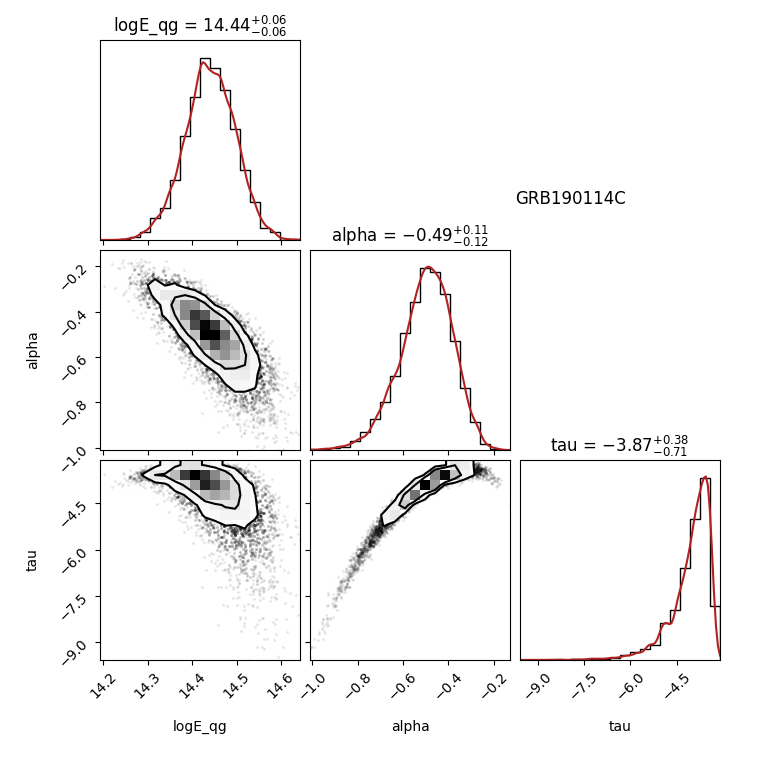 logE_qg = 14.44+0.06−0.06
GRB190114C
alpha = −0.49+0.11−0.12
alpha
−0.2
−0.4
−0.6
−0.8
−1.0
tau = −3.87+0.38−0.71
tau
−4.5
−6.0
−7.5
−9.0
14.2 14.3 14.4 14.5 14.6
−1.0 −0.8 −0.6 −0.4 −0.2
−9.0 −7.5 −6.0 −4.5
logE_qg alpha tau